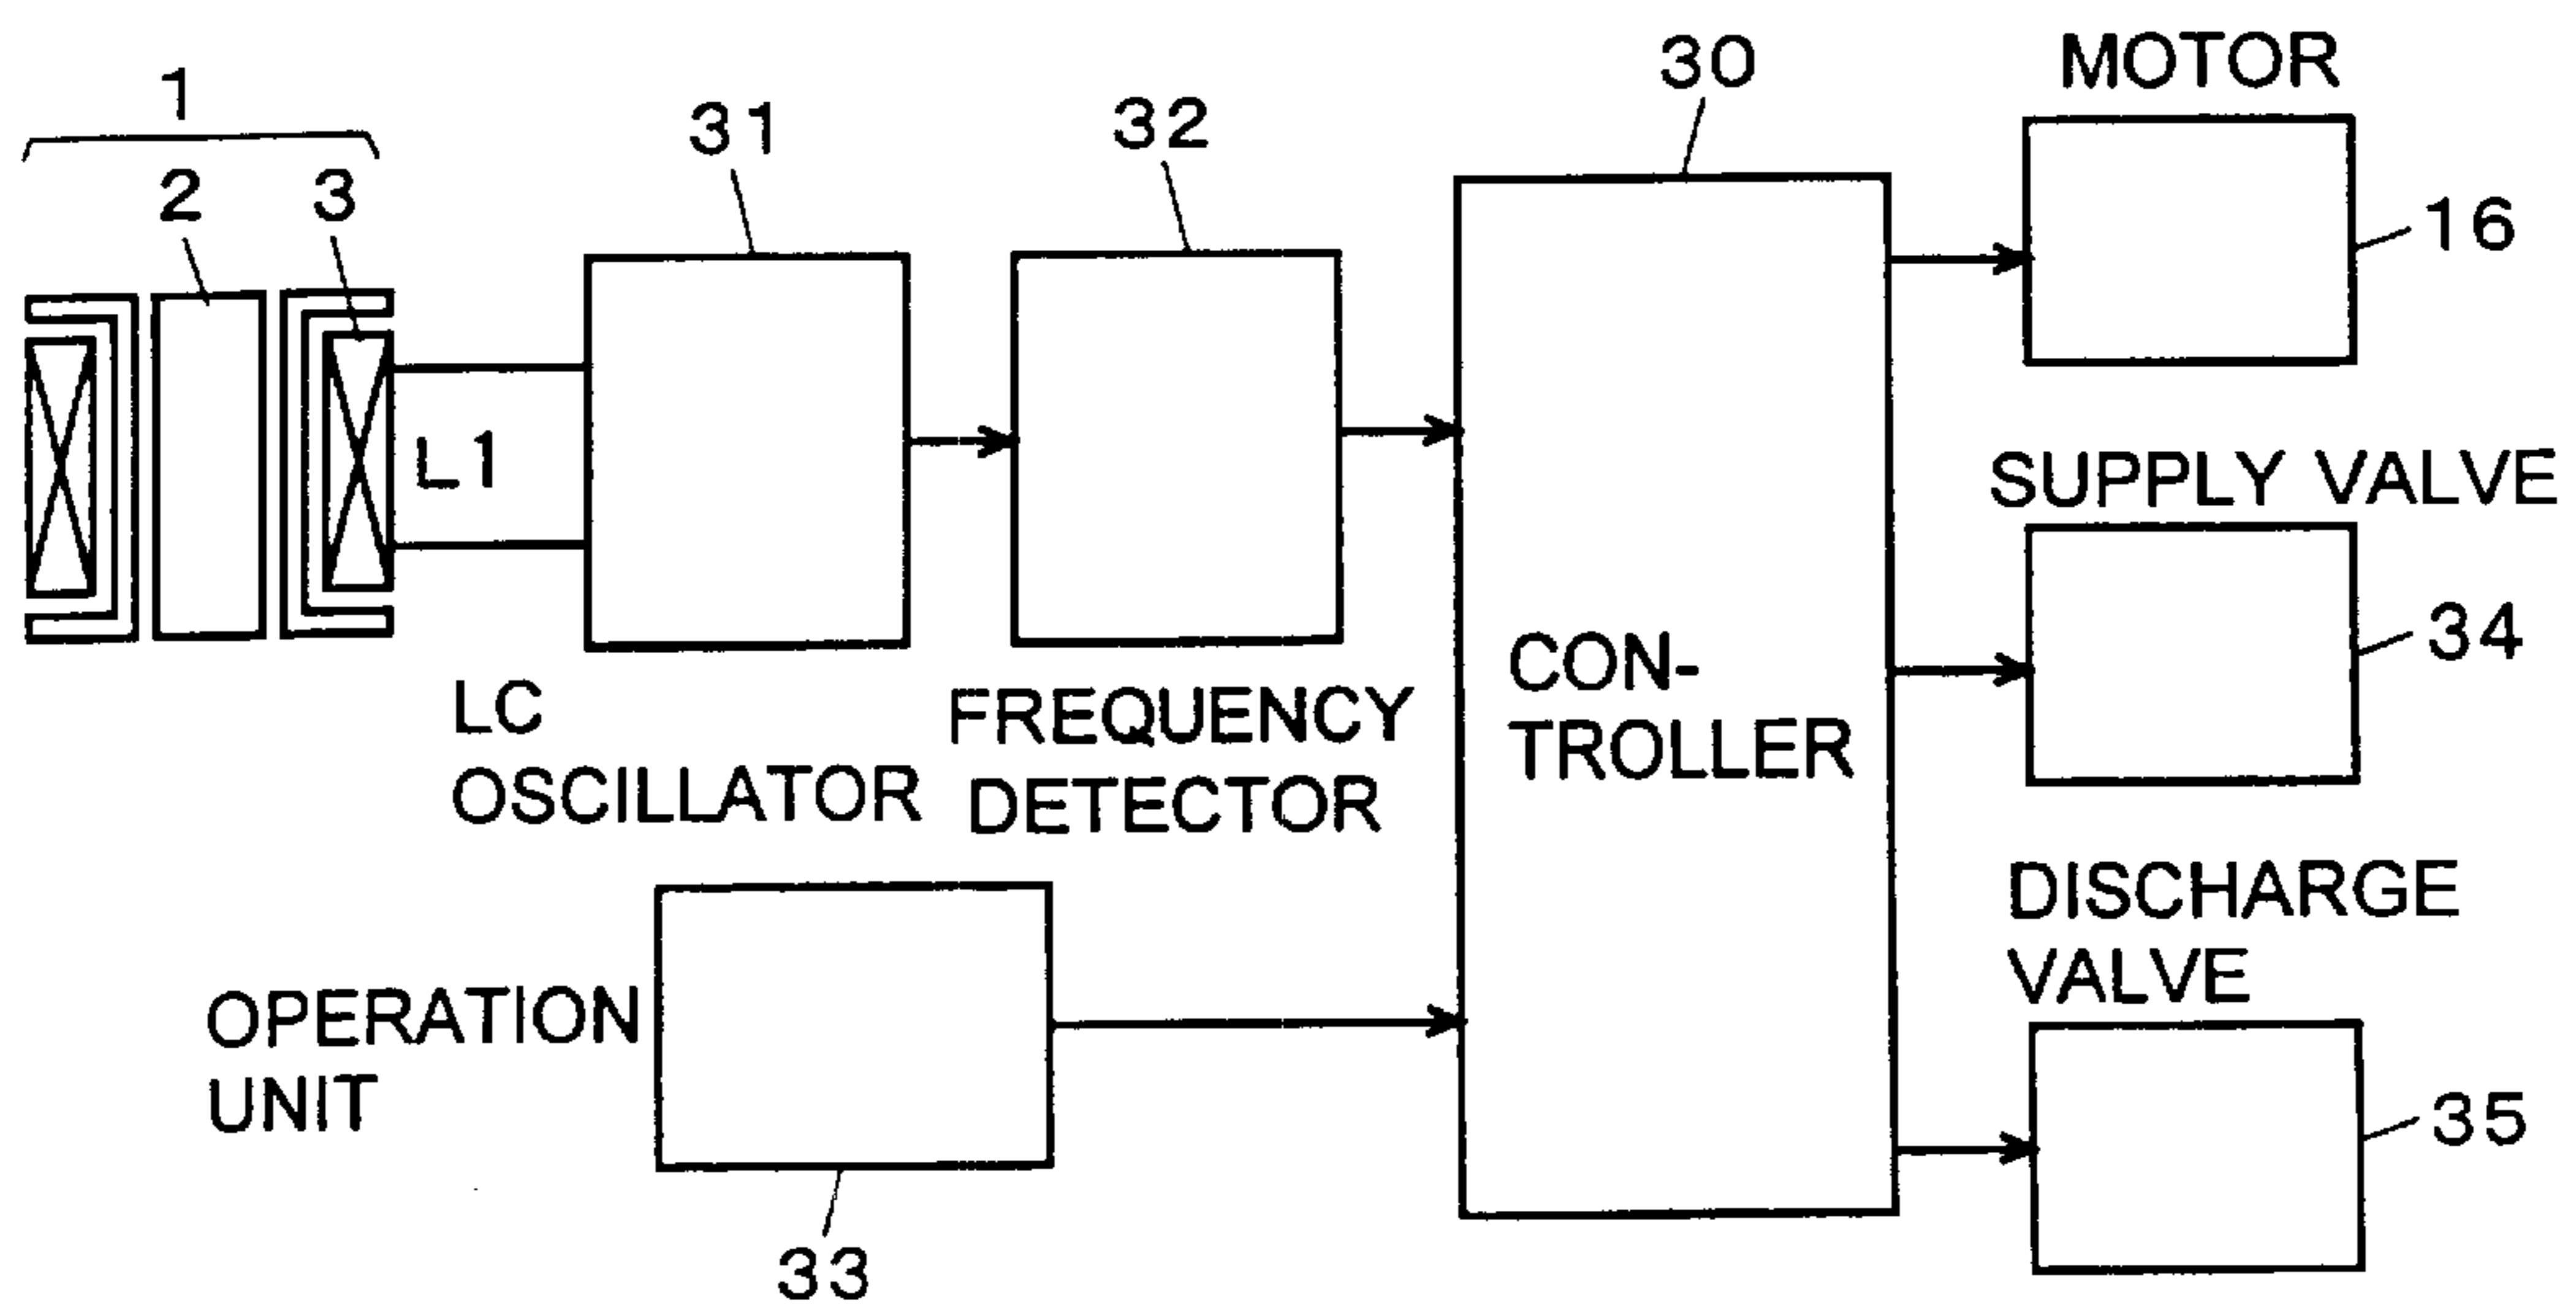 1
2
3
31
32
30
MOTOR
16
L1
SUPPLY VALVE
34
LC
OSCILLATOR
FREQUENCY
DETECTOR
CON-
TROLLER
DISCHARGE
VALVE
35
OPERATION
UNIT
33